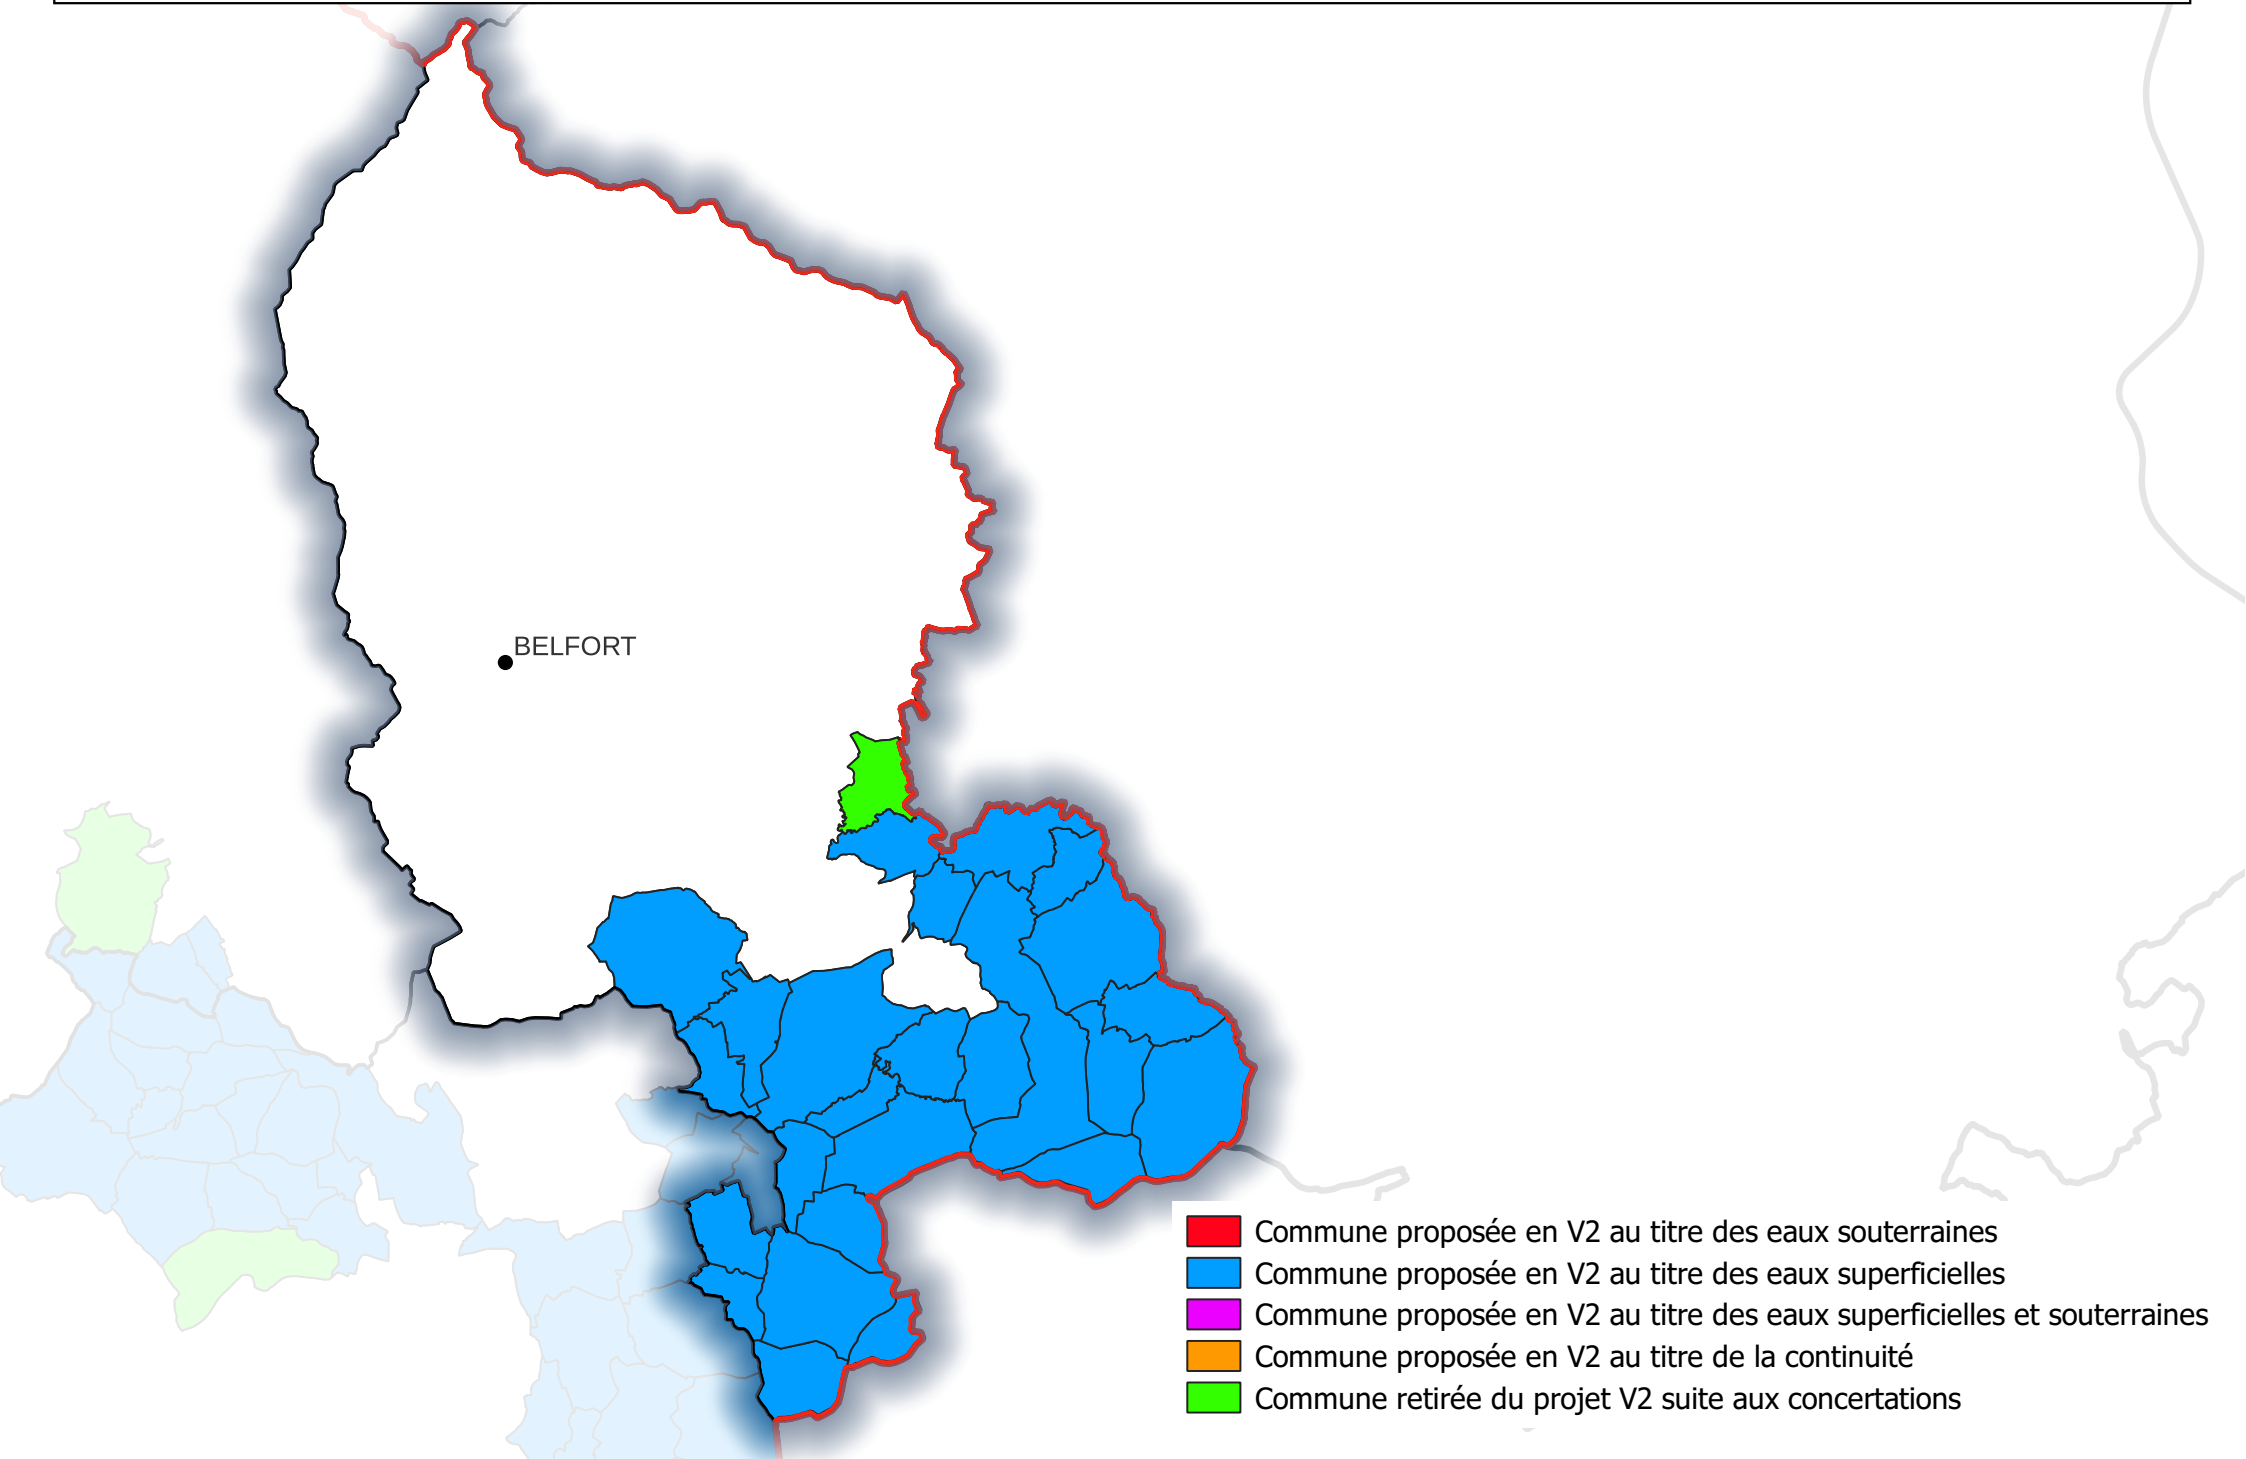 BELFORT
Commune proposée en V2 au titre des eaux souterraines
Commune proposée en V2 au titre des eaux superficielles
Commune proposée en V2 au titre des eaux superficielles et souterraines
Commune proposée en V2 au titre de la continuité
Commune retirée du projet V2 suite aux concertations